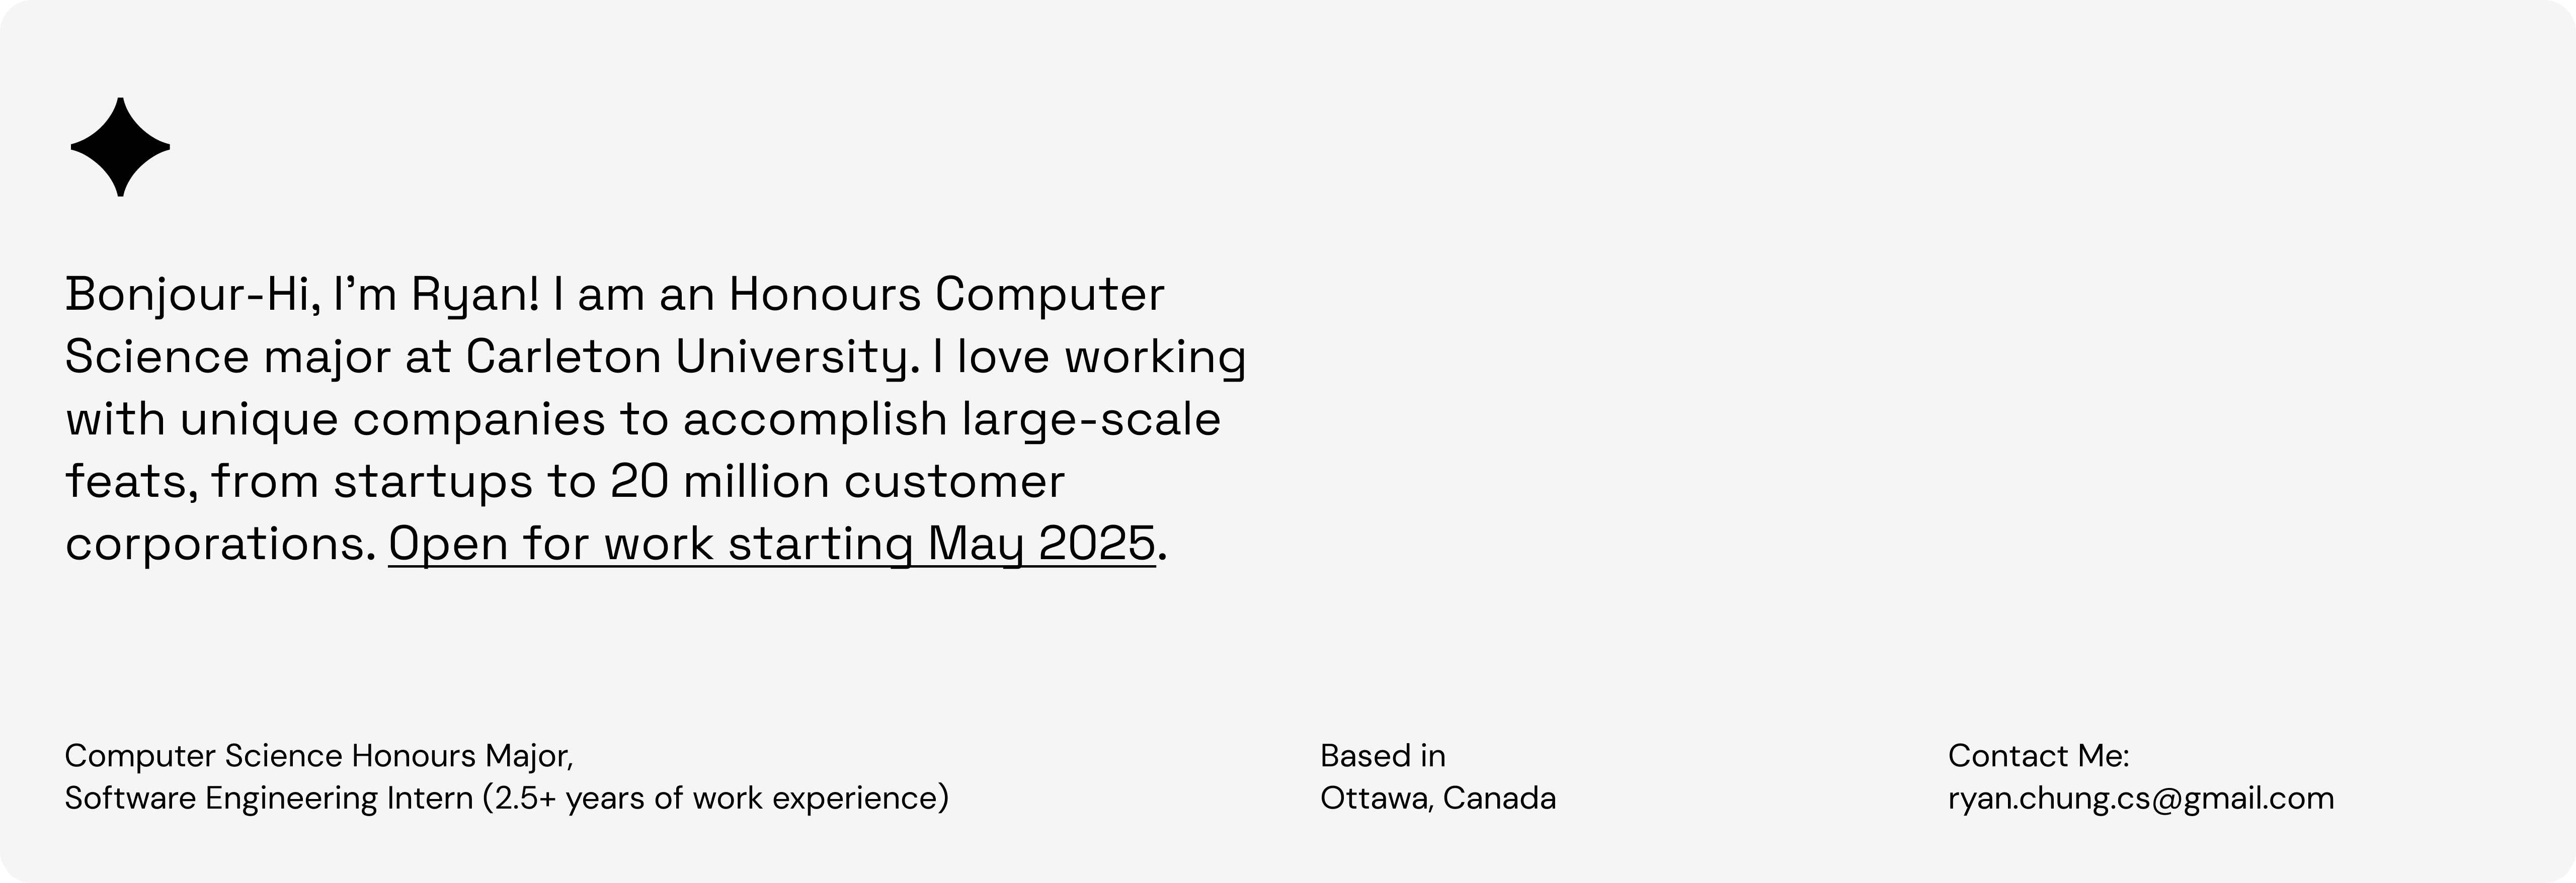 Bonjour-Hi, I’m Ryan! I am an Honours Computer
Science major at Carleton University. I love working
with unique companies to accomplish large-scale
feats, from startups to 20 million customer
corporations. Open for work starting May 2025.
Computer Science Honours Major,
Software Engineering Intern (2.5+ years of work experience)
Based in
Ottawa, Canada
Contact Me:
ryan.chung.cs@gmail.com